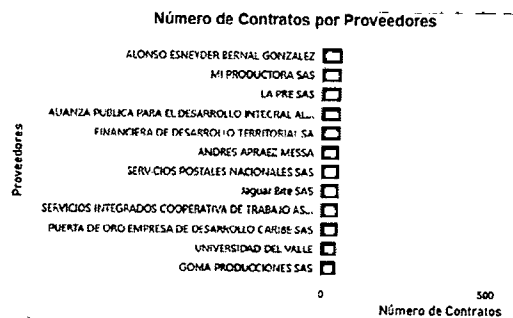 Número de Contratos por Proveedores
ALONSO ESNEYDER BERNAL GONZALEZ
MI PRODUCTORA SAS
LA PRE SAS
ALIANZA PUBLICA PARA EL DESARROLLO INTEGRAL AL...
FINANCIERA DE DESARROLLO TERRITORIAL SA
ANDRES APRAEZ MESSA
SERVICIOS POSTALES NACIONALES SAS
Jaguar Bite SAS
SERVICIOS INTEGRADOS COOPERATIVA DE TRABAJO AS...
PUERTA DE ORO EMPRESA DE DESARROLLO CARIBE SAS
UNIVERSIDAD DEL VALLE
GOMA PRODUCCIONES SAS
Proveedores
0 500
Número de Contratos